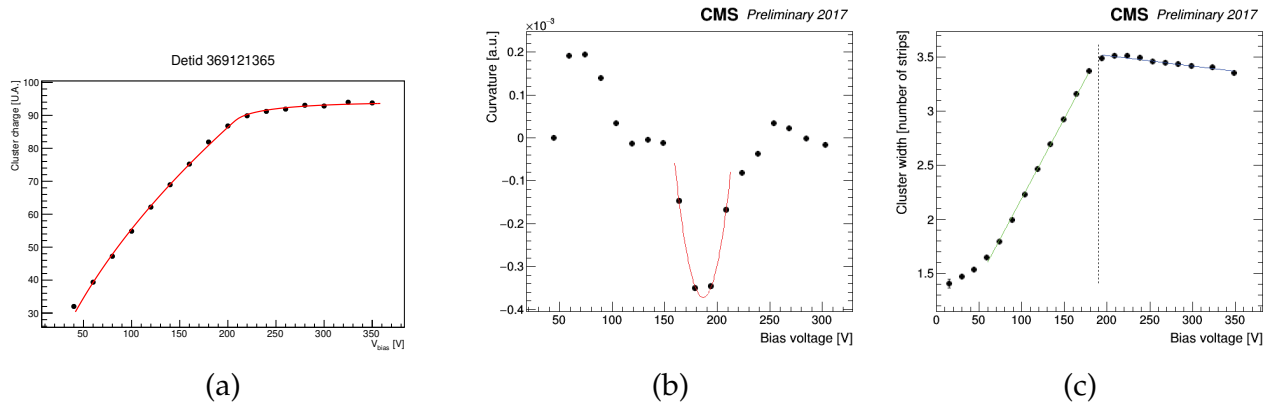 Detid 369121365
Cluster charge [U.A.]
100
90
80
70
60
50
40
30
50 100 150 200 250 300 350
V_bias [V]
(a)
CMS Preliminary 2017
×10⁻³
Curvature [a.u.]
0.2
0.1
0
−0.1
−0.2
−0.3
−0.4
50 100 150 200 250 300
Bias voltage [V]
(b)
CMS Preliminary 2017
Cluster width [number of strips]
3.5
3
2.5
2
1.5
0 50 100 150 200 250 300 350
Bias voltage [V]
(c)